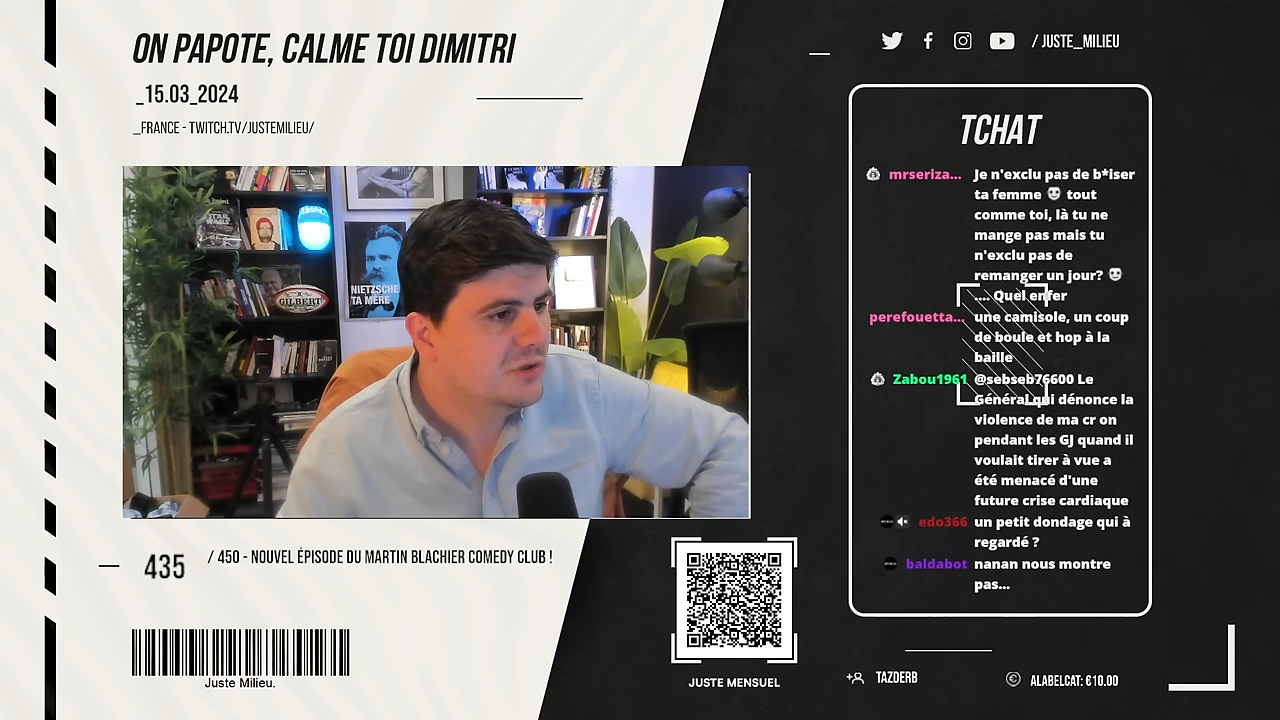 ON PAPOTE, CALME TOI DIMITRI
_15.03_2024
_FRANCE - TWITCH.TV/JUSTEMILIEU/
/ JUSTE_MILIEU
TCHAT
mrseriza... Je n'exclu pas de b*iser
ta femme 💀 tout
comme toi, là tu ne
mange pas mais tu
n'exclu pas de
remanger un jour? 💀
.... Quel enfer
perefouetta... une camisole, un coup
de boule et hop à la
baille
Zabou1961 @sebseb76600 Le
Général qui dénonce la
violence de ma cr on
pendant les GJ quand il
voulait tirer à vue a
été menacé d'une
future crise cardiaque
edo366 un petit dondage qui à
regardé ?
baldabot nanan nous montre
pas...
STAR
WARS
GILBERT
NIETZSCHE
TA MÈRE
435 / 450 - NOUVEL ÉPISODE DU MARTIN BLACHIER COMEDY CLUB !
Juste Milieu.
JUSTE MENSUEL
TAZDERB
ALABELCAT: €10.00